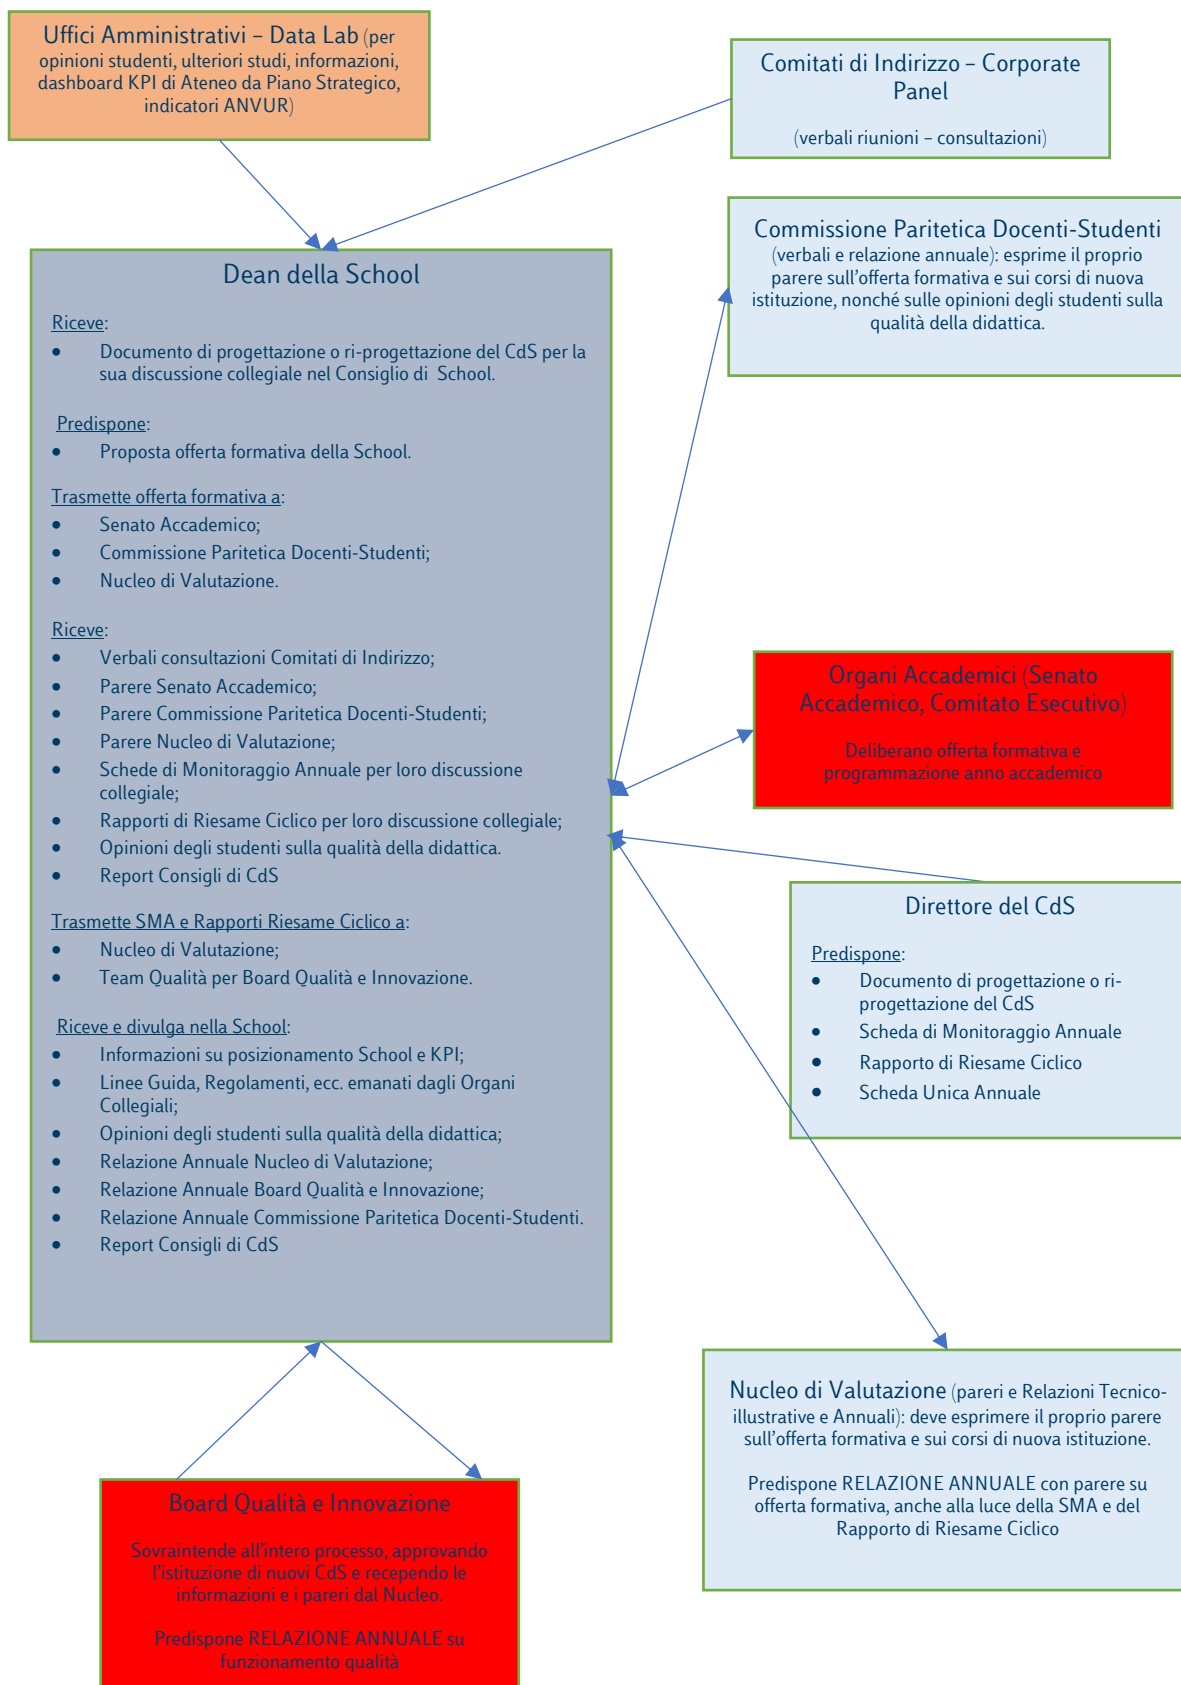 Uffici Amministrativi – Data Lab (per
opinioni studenti, ulteriori studi, informazioni,
dashboard KPI di Ateneo da Piano Strategico,
indicatori ANVUR)
Comitati di Indirizzo – Corporate
Panel
(verbali riunioni – consultazioni)
Commissione Paritetica Docenti-Studenti
(verbali e relazione annuale): esprime il proprio
parere sull'offerta formativa e sui corsi di nuova
istituzione, nonché sulle opinioni degli studenti sulla
qualità della didattica.
Dean della School
Riceve:
• Documento di progettazione o ri-progettazione del CdS per la
sua discussione collegiale nel Consiglio di School.
Predispone:
• Proposta offerta formativa della School.
Trasmette offerta formativa a:
• Senato Accademico;
• Commissione Paritetica Docenti-Studenti;
• Nucleo di Valutazione.
Riceve:
• Verbali consultazioni Comitati di Indirizzo;
• Parere Senato Accademico;
• Parere Commissione Paritetica Docenti-Studenti;
• Parere Nucleo di Valutazione;
• Schede di Monitoraggio Annuale per loro discussione
collegiale;
• Rapporti di Riesame Ciclico per loro discussione collegiale;
• Opinioni degli studenti sulla qualità della didattica.
• Report Consigli di CdS
Trasmette SMA e Rapporti Riesame Ciclico a:
• Nucleo di Valutazione;
• Team Qualità per Board Qualità e Innovazione.
Riceve e divulga nella School:
• Informazioni su posizionamento School e KPI;
• Linee Guida, Regolamenti, ecc. emanati dagli Organi
Collegiali;
• Opinioni degli studenti sulla qualità della didattica;
• Relazione Annuale Nucleo di Valutazione;
• Relazione Annuale Board Qualità e Innovazione;
• Relazione Annuale Commissione Paritetica Docenti-Studenti.
• Report Consigli di CdS
Organi Accademici (Senato
Accademico, Comitato Esecutivo)
Deliberano offerta formativa e
programmazione anno accademico
Direttore del CdS
Predispone:
• Documento di progettazione o ri-
progettazione del CdS
• Scheda di Monitoraggio Annuale
• Rapporto di Riesame Ciclico
• Scheda Unica Annuale
Nucleo di Valutazione (pareri e Relazioni Tecnico-
illustrative e Annuali): deve esprimere il proprio parere
sull'offerta formativa e sui corsi di nuova istituzione.
Predispone RELAZIONE ANNUALE con parere su
offerta formativa, anche alla luce della SMA e del
Rapporto di Riesame Ciclico
Board Qualità e Innovazione
Sovraintende all'intero processo, approvando
l'istituzione di nuovi CdS e recependo le
informazioni e i pareri dal Nucleo.
Predispone RELAZIONE ANNUALE su
funzionamento qualità